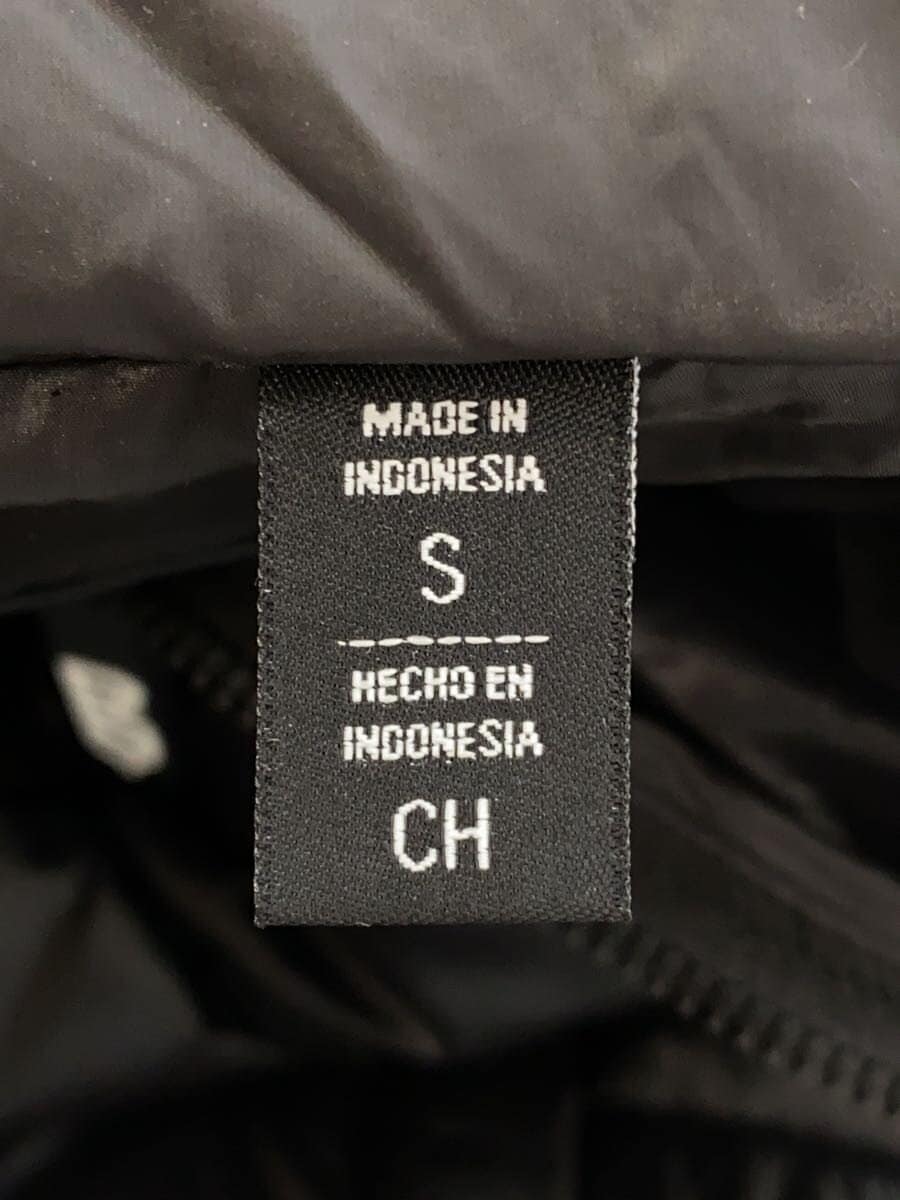 MADE IN
INDONESIA
S
HECHO EN
INDONESIA
CH